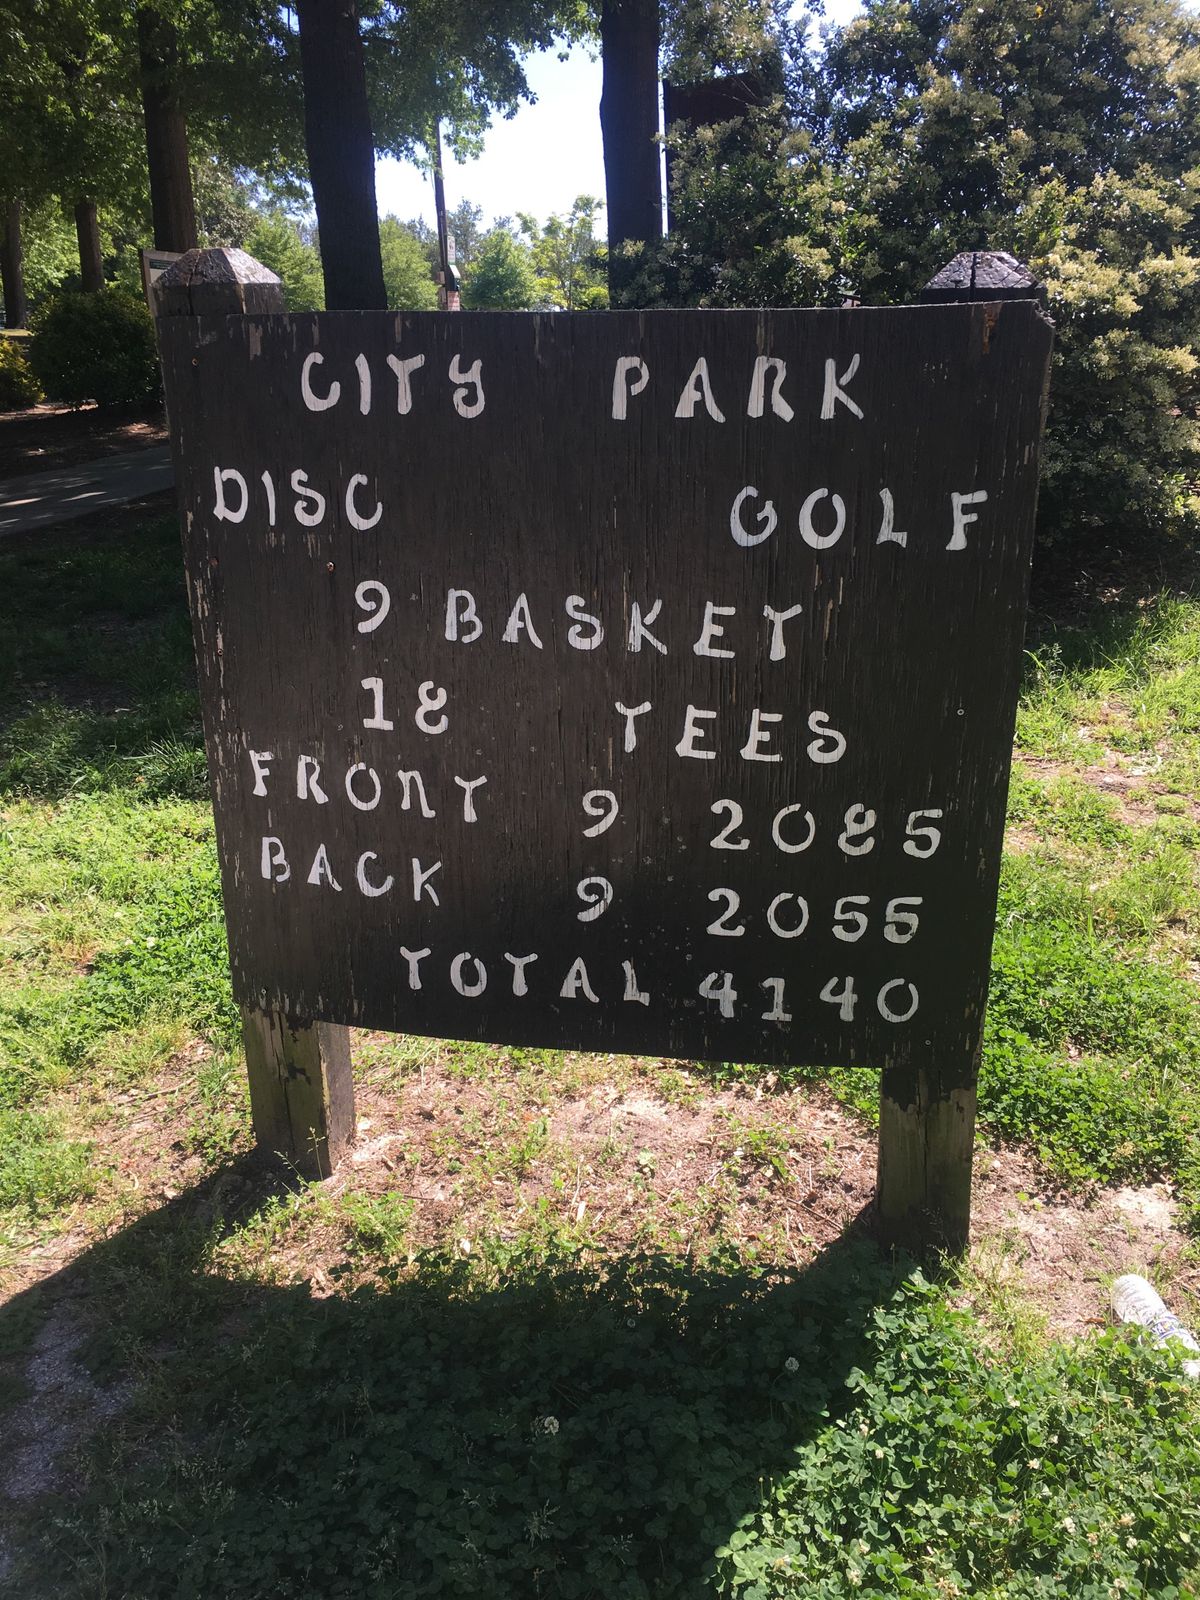 CITY PARK
DISC GOLF
9 BASKET
18 TEES
FRONT 9 2085
BACK 9 2055
TOTAL 4140